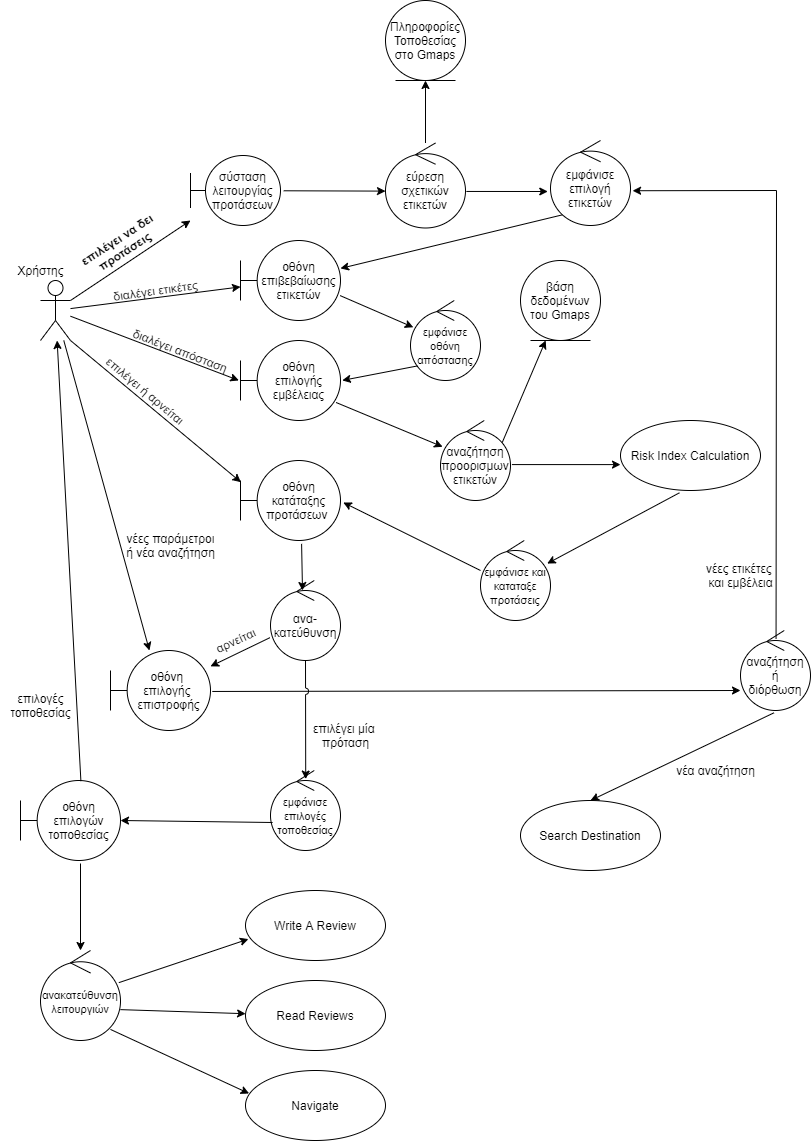 Πληροφορίες
Τοποθεσίας
στο Gmaps
σύσταση
λειτουργίας
προτάσεων
εύρεση
σχετικών
ετικετών
εμφάνισε
επιλογή
ετικετών
επιλέγει να δει
προτάσεις
Χρήστης
διαλέγει ετικέτες
οθόνη
επιβεβαίωσης
ετικετών
βάση
δεδομένων
του Gmaps
εμφάνισε
οθόνη
απόστασης
διαλέγει απόσταση
οθόνη
επιλογής
εμβέλειας
επιλέγει ή αρνείται
αναζήτηση
προορισμων
ετικετών
Risk Index Calculation
οθόνη
κατάταξης
προτάσεων
νέες παράμετροι
ή νέα αναζήτηση
εμφάνισε και
καταταξε
προτάσεις
νέες ετικέτες
και εμβέλεια
ανα-
κατεύθυνση
αρνείται
οθόνη
επιλογής
επιστροφής
αναζήτηση
ή
διόρθωση
επιλογές
τοποθεσίας
επιλέγει μία
πρόταση
νέα αναζήτηση
οθόνη
επιλογών
τοποθεσίας
εμφάνισε
επιλογές
τοποθεσίας
Search Destination
Write A Review
ανακατεύθυνση
λειτουργιών
Read Reviews
Navigate